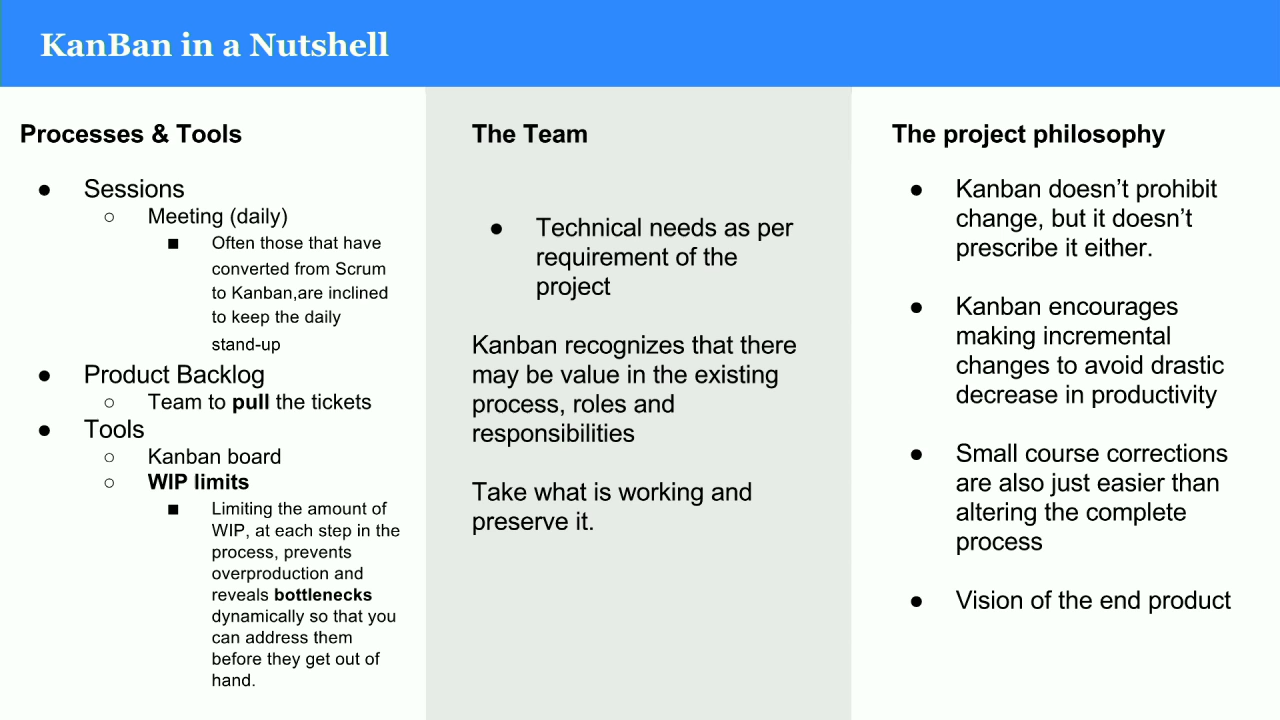 KanBan in a Nutshell
Processes & Tools
● Sessions
○ Meeting (daily)
■ Often those that have
converted from Scrum
to Kanban,are inclined
to keep the daily
stand-up
● Product Backlog
○ Team to pull the tickets
● Tools
○ Kanban board
○ WIP limits
■ Limiting the amount of
WIP, at each step in the
process, prevents
overproduction and
reveals bottlenecks
dynamically so that you
can address them
before they get out of
hand.
The Team
● Technical needs as per
requirement of the
project
Kanban recognizes that there
may be value in the existing
process, roles and
responsibilities
Take what is working and
preserve it.
The project philosophy
● Kanban doesn’t prohibit
change, but it doesn’t
prescribe it either.
● Kanban encourages
making incremental
changes to avoid drastic
decrease in productivity
● Small course corrections
are also just easier than
altering the complete
process
● Vision of the end product